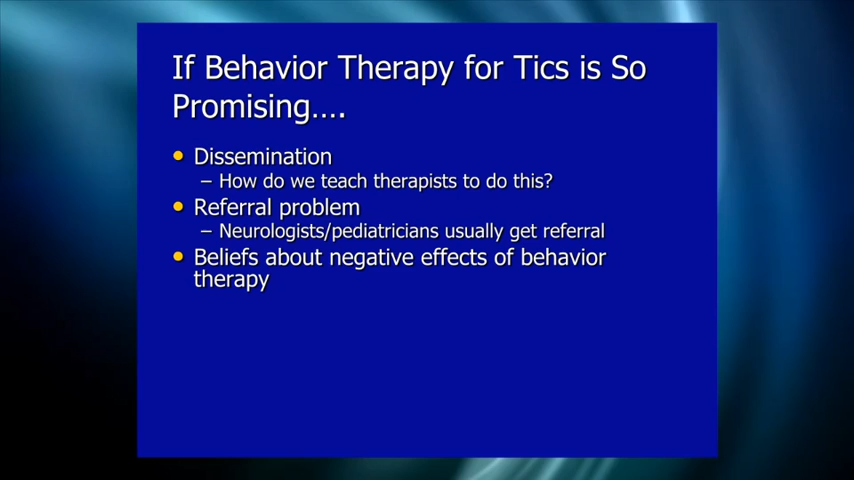 If Behavior Therapy for Tics is So
Promising….
• Dissemination
– How do we teach therapists to do this?
• Referral problem
– Neurologists/pediatricians usually get referral
• Beliefs about negative effects of behavior
therapy